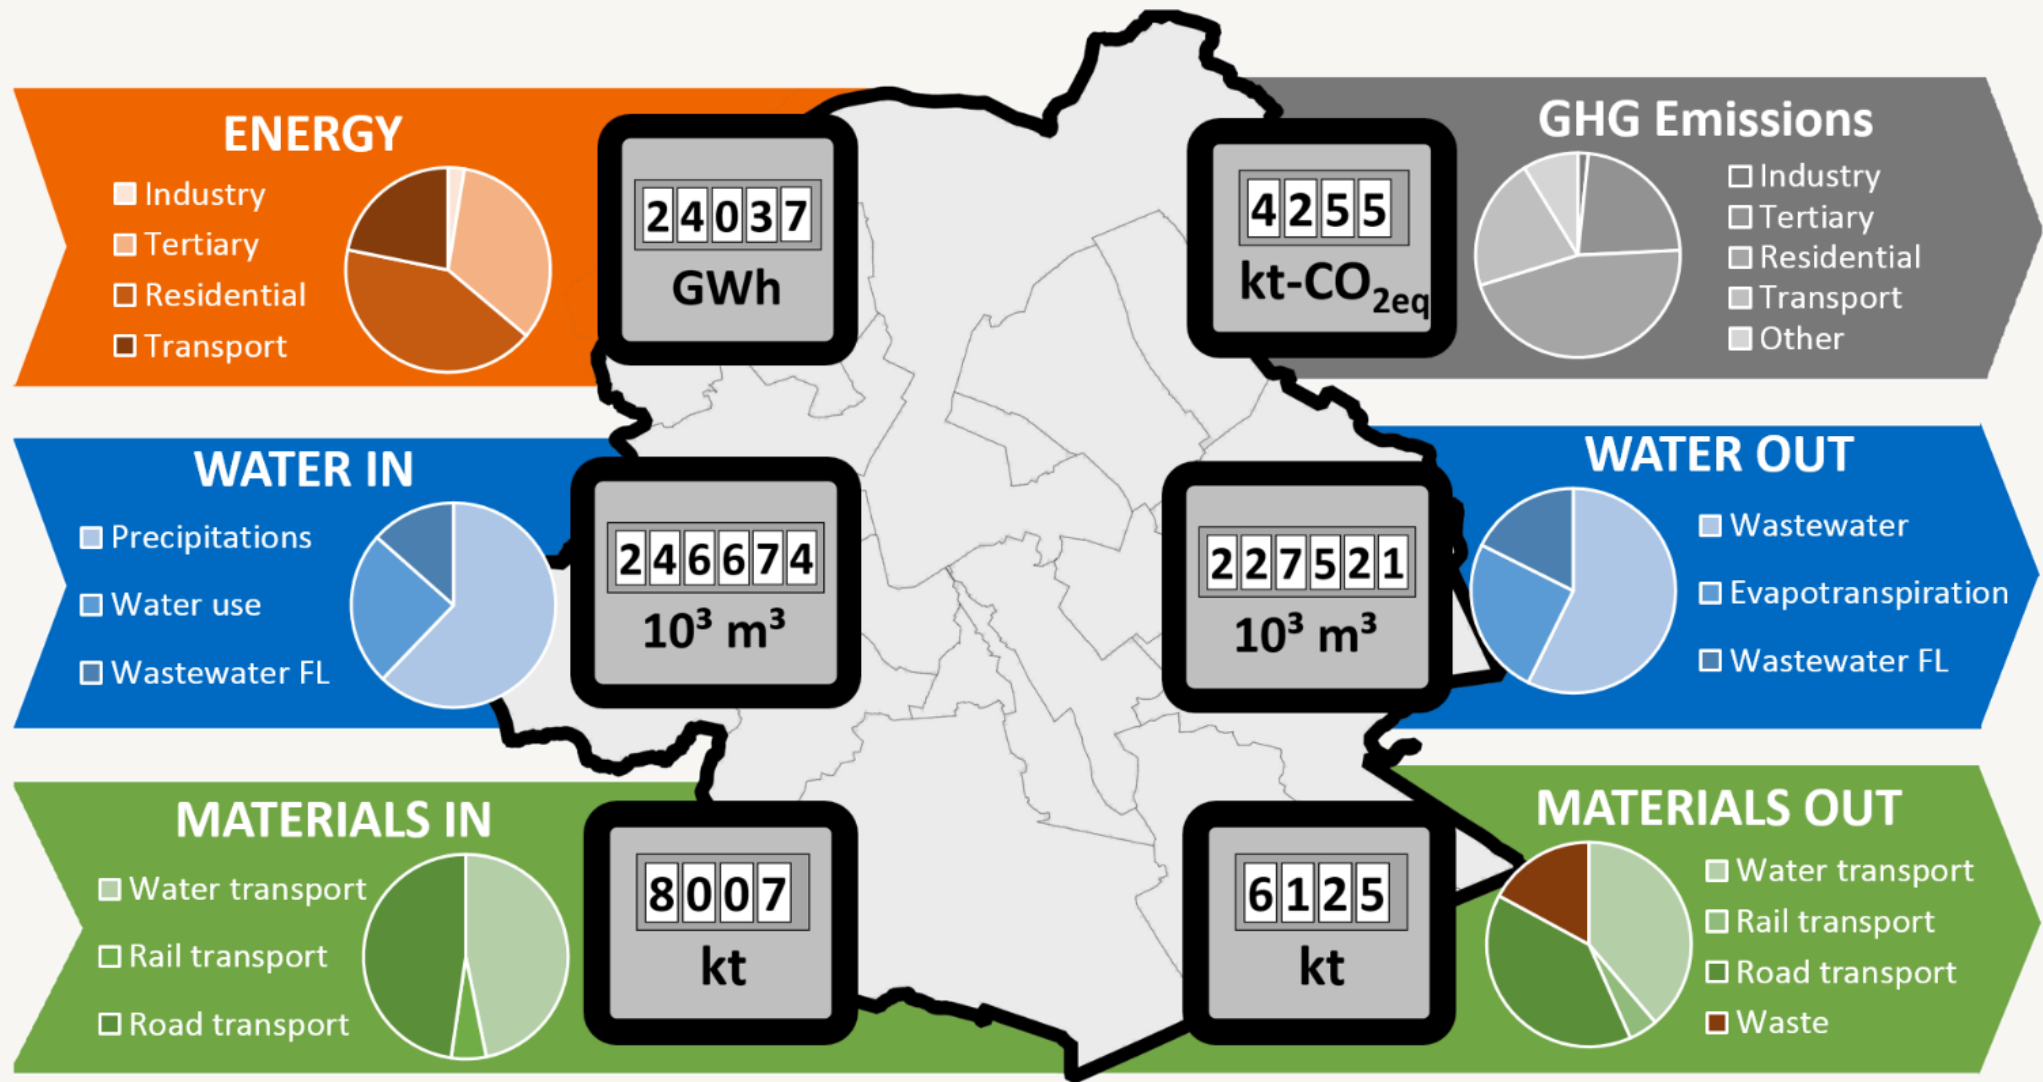 ENERGY
Industry
Tertiary
Residential
Transport
24037
GWh
4255
kt-CO₂eq
GHG Emissions
Industry
Tertiary
Residential
Transport
Other
WATER IN
Precipitations
Water use
Wastewater FL
246674
10³ m³
227521
10³ m³
WATER OUT
Wastewater
Evapotranspiration
Wastewater FL
MATERIALS IN
Water transport
Rail transport
Road transport
8007
kt
6125
kt
MATERIALS OUT
Water transport
Rail transport
Road transport
Waste